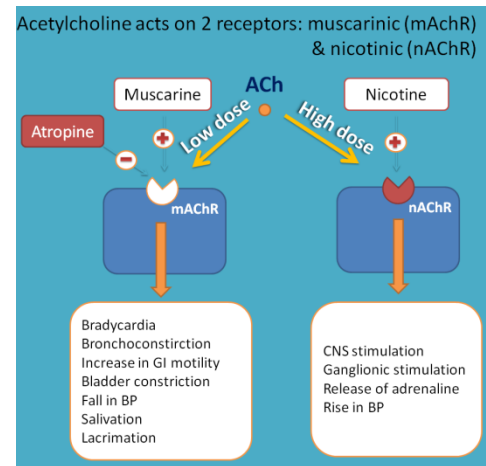 Acetylcholine acts on 2 receptors: muscarinic (mAchR)
& nicotinic (nAChR)
ACh
Muscarine
Nicotine
Atropine
Low dose
High dose
+
+
−
mAChR
nAChR
Bradycardia
Bronchoconstirction
Increase in GI motility
Bladder constriction
Fall in BP
Salivation
Lacrimation
CNS stimulation
Ganglionic stimulation
Release of adrenaline
Rise in BP